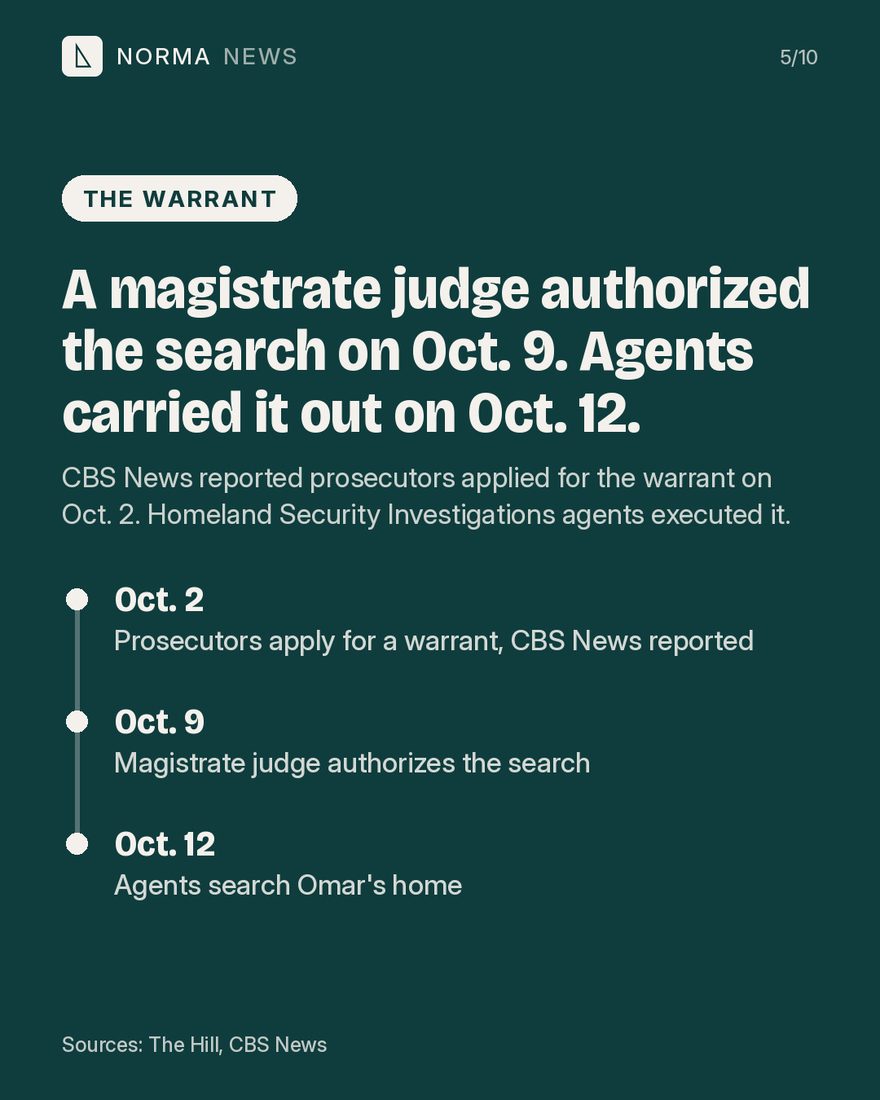 NORMA NEWS
5/10
THE WARRANT
A magistrate judge authorized
the search on Oct. 9. Agents
carried it out on Oct. 12.
CBS News reported prosecutors applied for the warrant on
Oct. 2. Homeland Security Investigations agents executed it.
Oct. 2
Prosecutors apply for a warrant, CBS News reported
Oct. 9
Magistrate judge authorizes the search
Oct. 12
Agents search Omar's home
Sources: The Hill, CBS News